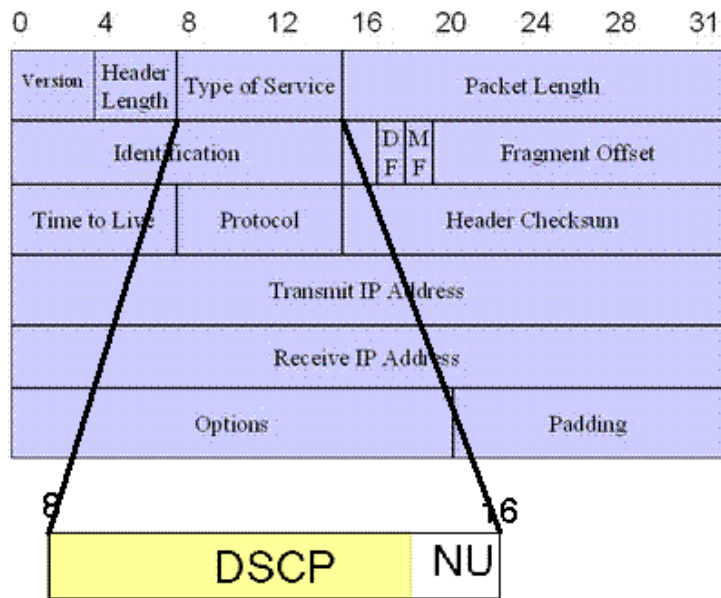 0 4 8 12 16 20 24 28 31
Version Header Length Type of Service Packet Length
Identification D F M F Fragment Offset
Time to Live Protocol Header Checksum
Transmit IP Address
Receive IP Address
Options Padding
8 16
DSCP NU